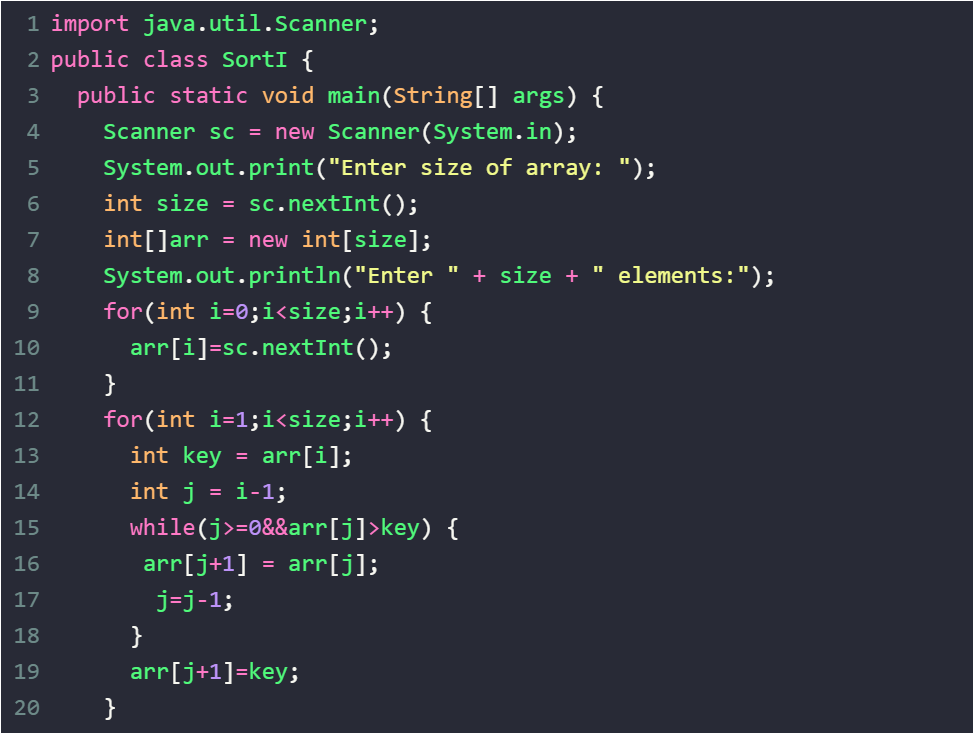 1 import java.util.Scanner;
2 public class SortI {
3   public static void main(String[] args) {
4     Scanner sc = new Scanner(System.in);
5     System.out.print("Enter size of array: ");
6     int size = sc.nextInt();
7     int[]arr = new int[size];
8     System.out.println("Enter " + size + " elements:");
9     for(int i=0;i<size;i++) {
10       arr[i]=sc.nextInt();
11     }
12     for(int i=1;i<size;i++) {
13       int key = arr[i];
14       int j = i-1;
15       while(j>=0&&arr[j]>key) {
16        arr[j+1] = arr[j];
17         j=j-1;
18       }
19       arr[j+1]=key;
20     }